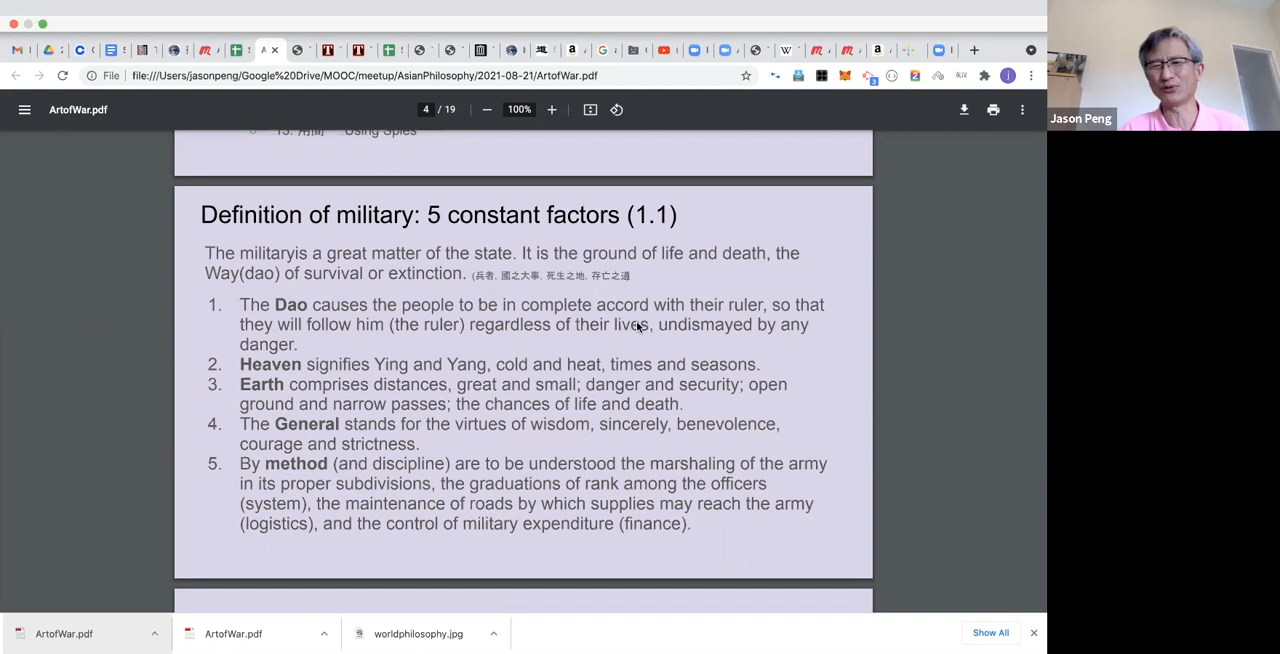 File
file:///Users/jasonpeng/Google%20Drive/MOOC/meetup/AsianPhilosophy/2021-08-21/ArtofWar.pdf
ArtofWar.pdf
4 / 19
100%
Jason Peng
13. 用間 Using Spies
Definition of military: 5 constant factors (1.1)
The militaryis a great matter of the state. It is the ground of life and death, the
Way(dao) of survival or extinction. (兵者, 國之大事, 死生之地, 存亡之道
1. The Dao causes the people to be in complete accord with their ruler, so that
they will follow him (the ruler) regardless of their lives, undismayed by any
danger.
2. Heaven signifies Ying and Yang, cold and heat, times and seasons.
3. Earth comprises distances, great and small; danger and security; open
ground and narrow passes; the chances of life and death.
4. The General stands for the virtues of wisdom, sincerely, benevolence,
courage and strictness.
5. By method (and discipline) are to be understood the marshaling of the army
in its proper subdivisions, the graduations of rank among the officers
(system), the maintenance of roads by which supplies may reach the army
(logistics), and the control of military expenditure (finance).
ArtofWar.pdf
ArtofWar.pdf
worldphilosophy.jpg
Show All